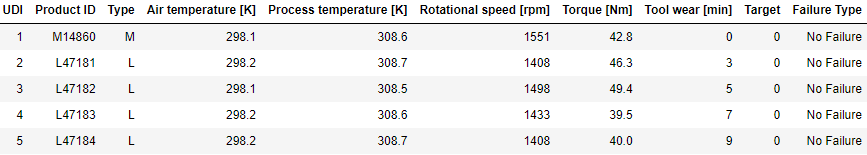 UDI Product ID Type Air temperature [K] Process temperature [K] Rotational speed [rpm] Torque [Nm] Tool wear [min] Target Failure Type
1 M14860 M 298.1 308.6 1551 42.8 0 0 No Failure
2 L47181 L 298.2 308.7 1408 46.3 3 0 No Failure
3 L47182 L 298.1 308.5 1498 49.4 5 0 No Failure
4 L47183 L 298.2 308.6 1433 39.5 7 0 No Failure
5 L47184 L 298.2 308.7 1408 40.0 9 0 No Failure